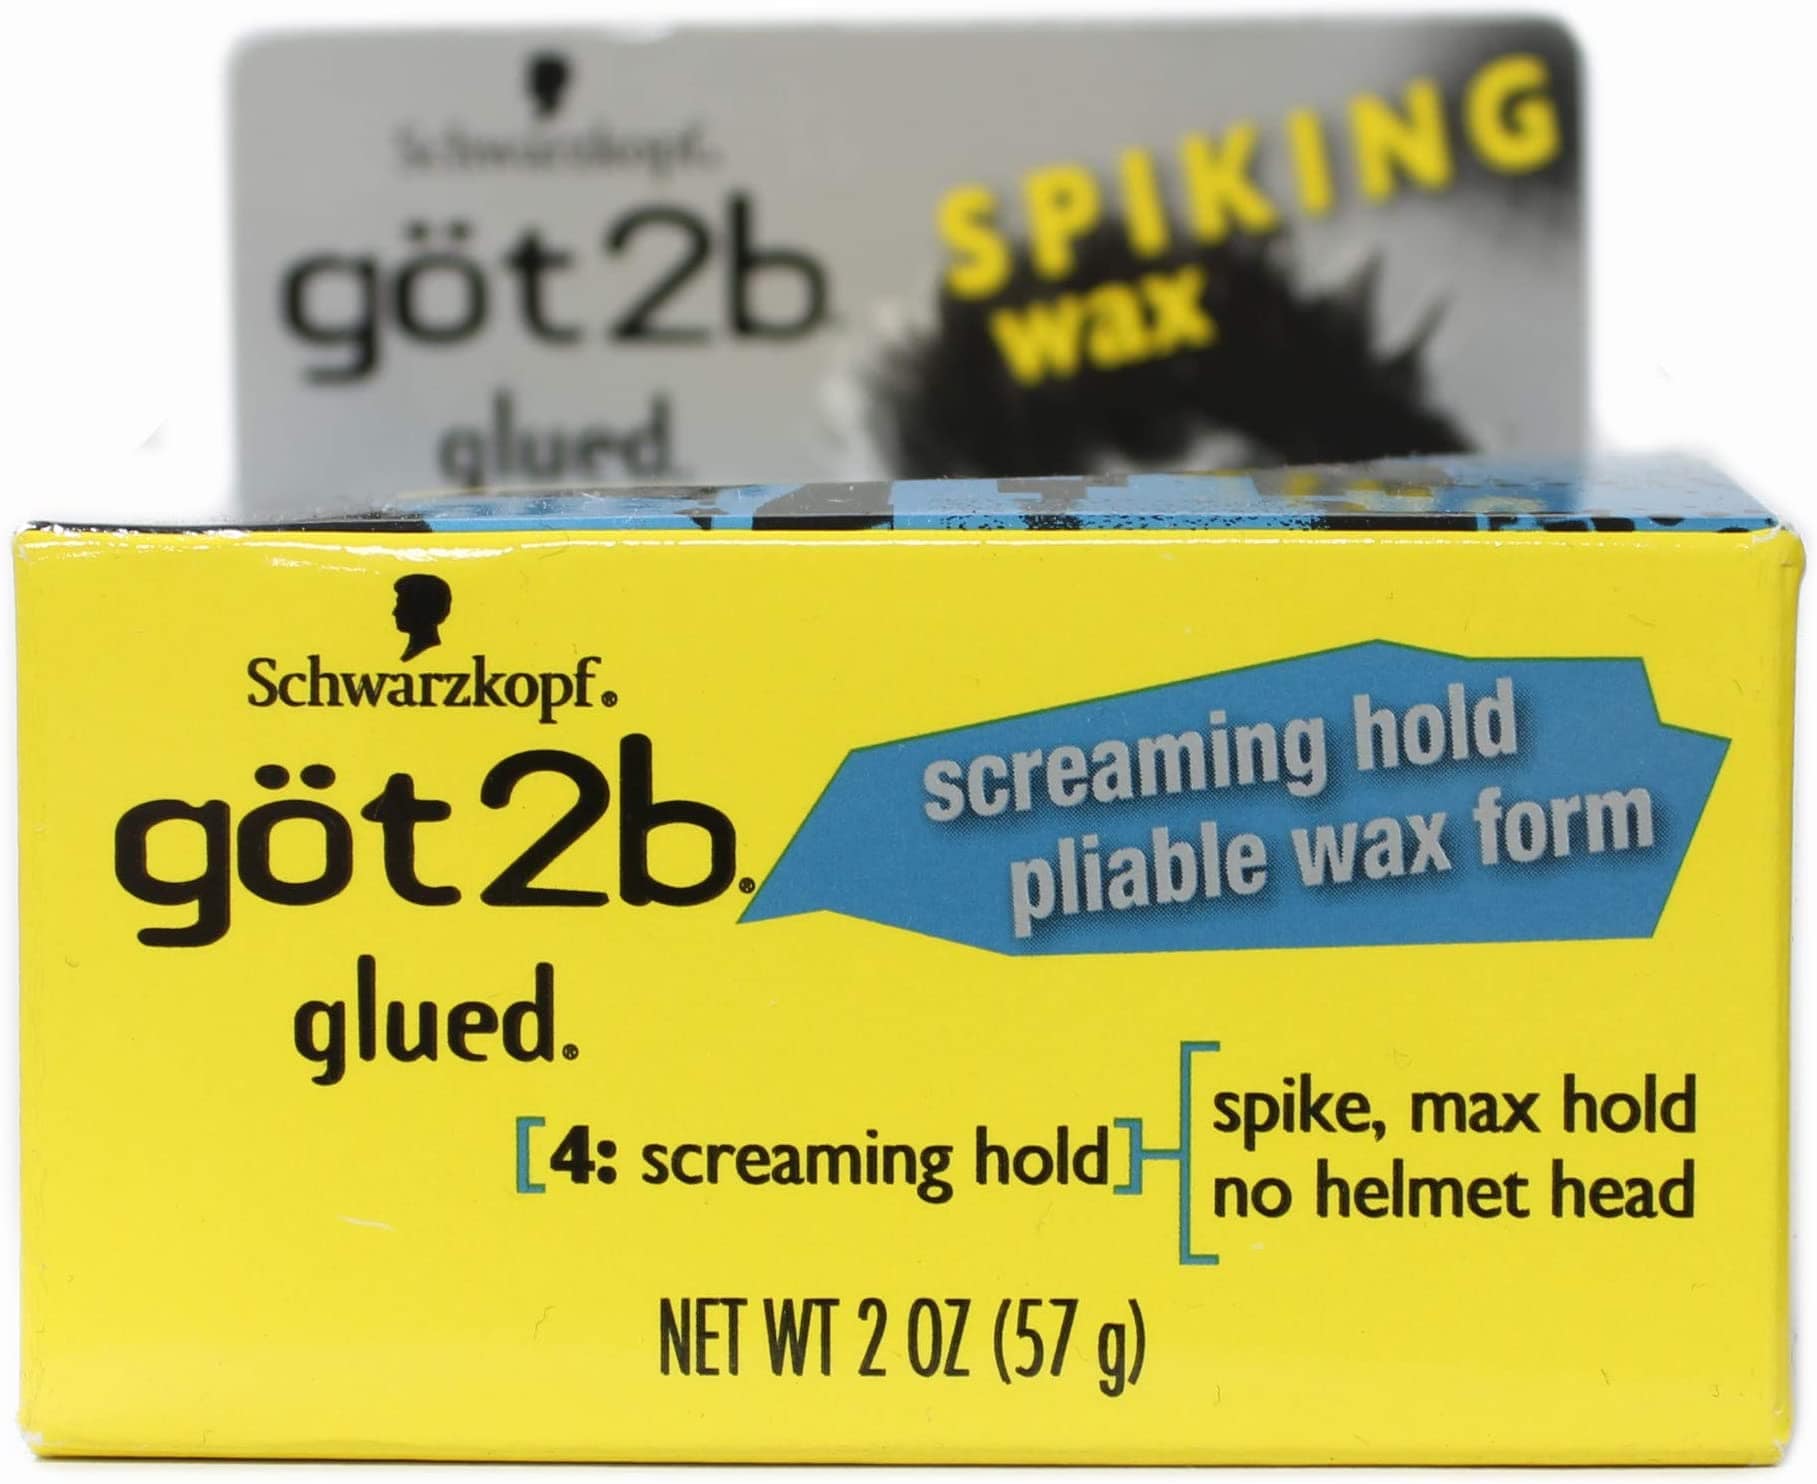 Schwarzkopf
göt2b
glued
SPIKING
wax
Schwarzkopf®
göt2b®
glued®
screaming hold
pliable wax form
[4: screaming hold]
spike, max hold
no helmet head
NET WT 2 OZ (57 g)